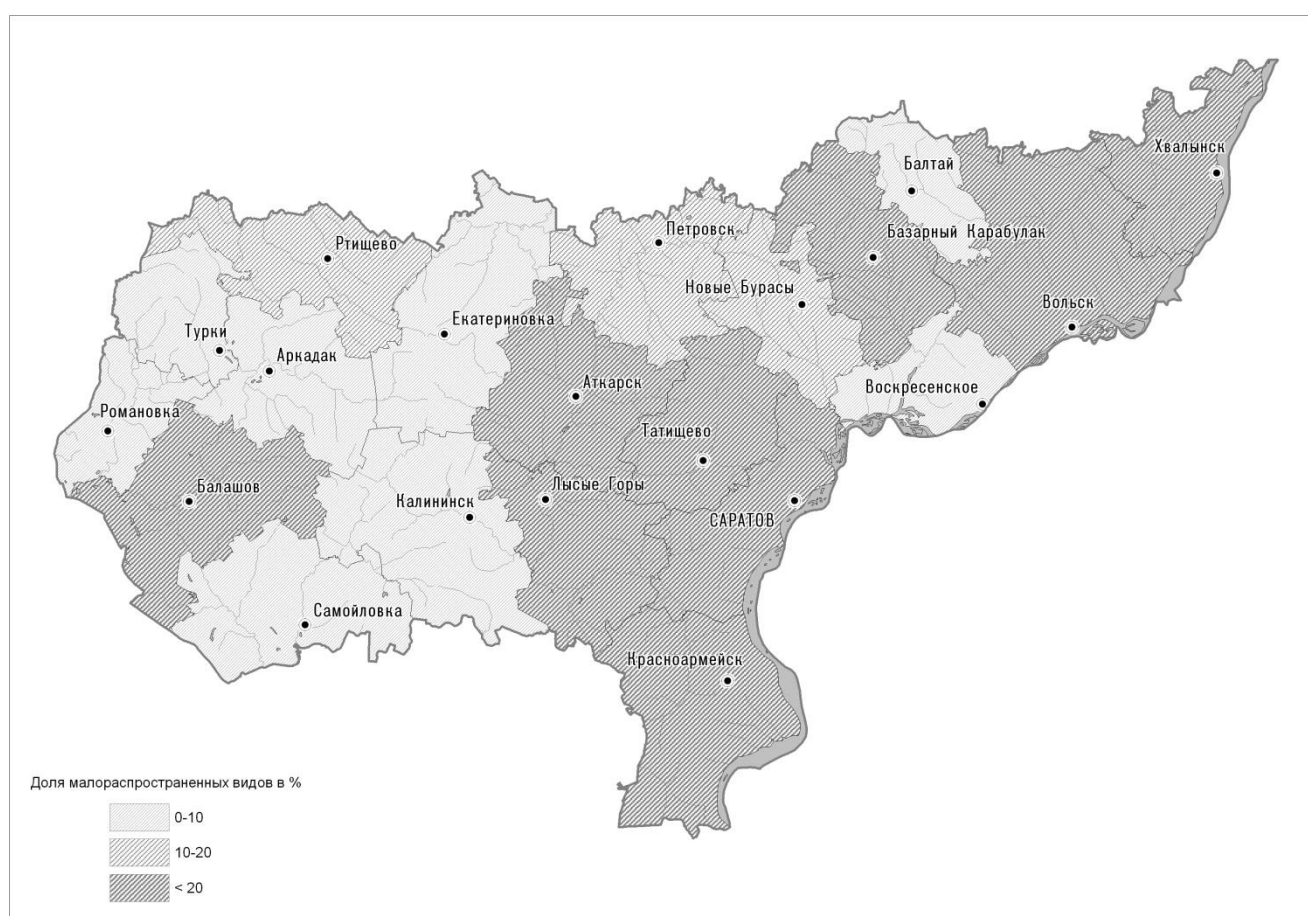 Хвалынск
Балтай
Базарный Карабулак
Петровск
Ртищево
Новые Бурасы
Вольск
Екатериновка
Турки
Аркадак
Аткарск
Воскресенское
Романовка
Татищево
Балашов
Лысые Горы
Калининск
САРАТОВ
Самойловка
Красноармейск
Доля малораспространенных видов в %
0-10
10-20
< 20